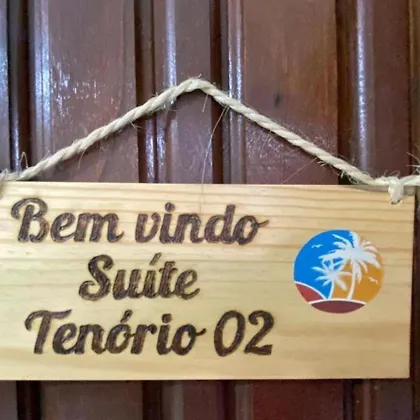 Bem vindo
Suíte
Tenório 02